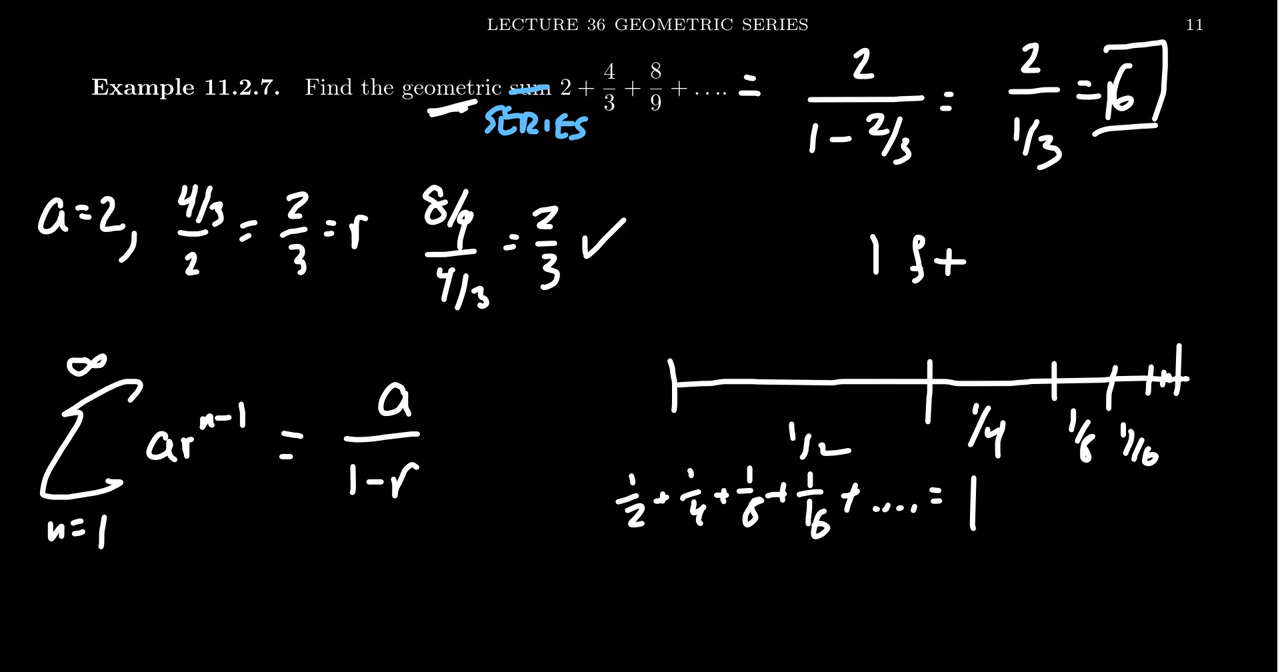 LECTURE 36 GEOMETRIC SERIES 11
Example 11.2.7. Find the geometric sum 2 + 4/3 + 8/9 + .... = 2/(1 - 2/3) = 2/(1/3) = 6
SERIES
a=2, (4/3)/2 = 2/3 = r (8/9)/(4/3) = 2/3 ✓
1 ft
∞
∑ ar^(n-1) = a/(1-r)
n=1
1/2 1/4 1/8 1/16
1/2 + 1/4 + 1/8 + 1/16 + .... = 1